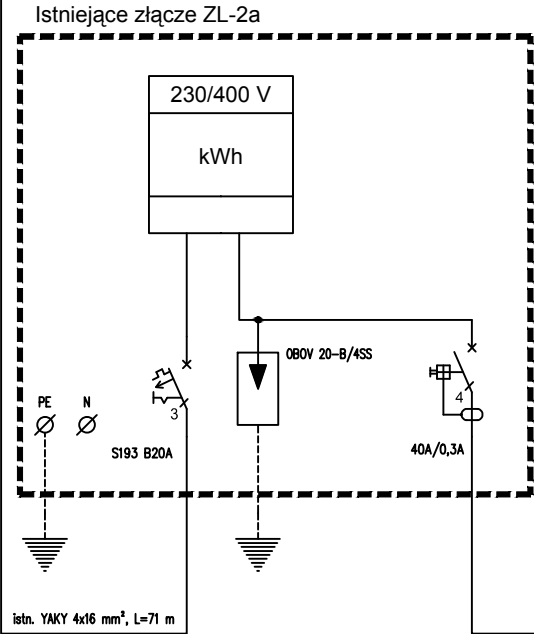 Istniejące złącze ZL-2a
230/400 V
kWh
OBOV 20-B/4SS
PE
N
3
4
S193 B20A
40A/0,3A
istn. YAKY 4x16 mm², L=71 m